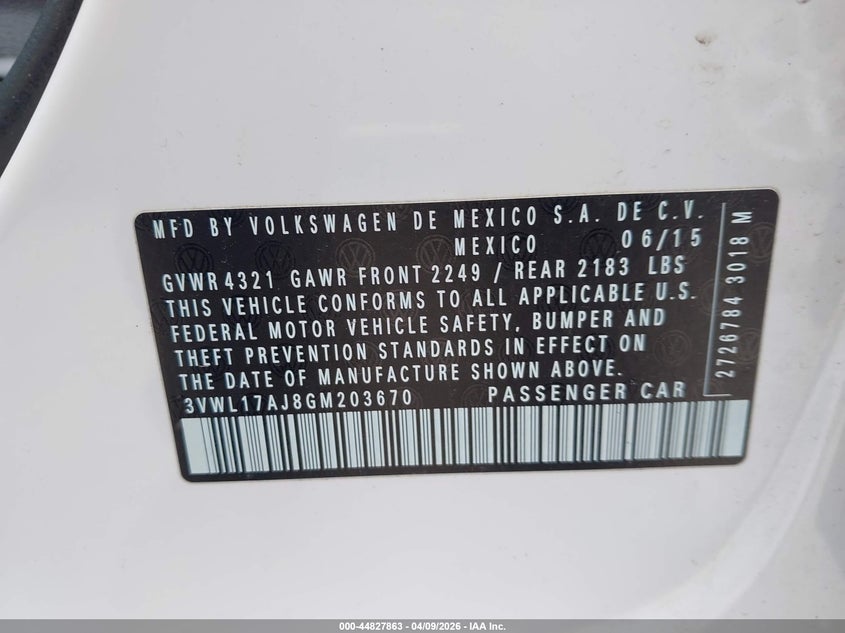 MFD BY VOLKSWAGEN DE MEXICO S.A. DE C.V.
MEXICO 06/15
GVWR 4321 GAWR FRONT 2249 / REAR 2183 LBS
THIS VEHICLE CONFORMS TO ALL APPLICABLE U.S.
FEDERAL MOTOR VEHICLE SAFETY, BUMPER AND
THEFT PREVENTION STANDARDS IN EFFECT ON
THE DATE OF MANUFACTURE SHOWN ABOVE.
3VWL17AJ8GM203670 PASSENGER CAR
2726784 3018 M
000-44827863 - 04/09/2026 - IAA Inc.